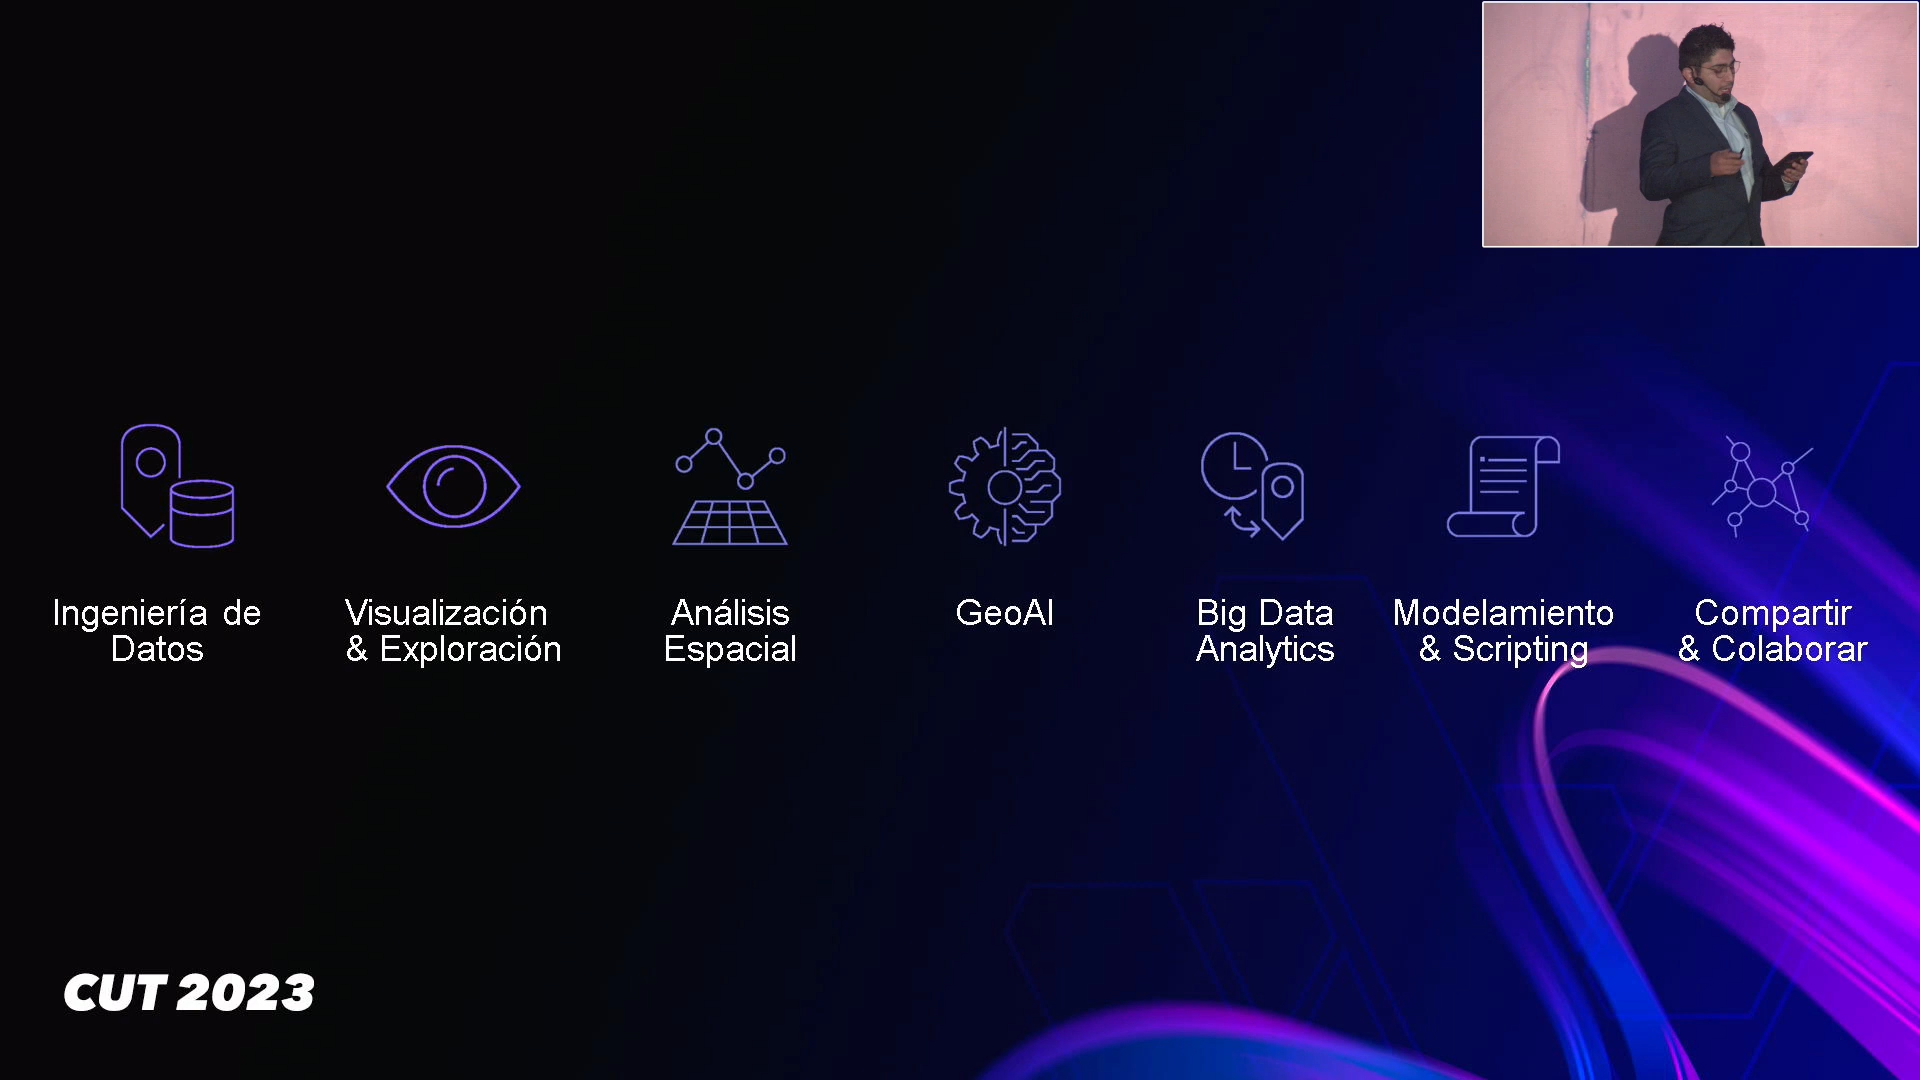 Ingeniería de
Datos
Visualización
& Exploración
Análisis
Espacial
GeoAI
Big Data
Analytics
Modelamiento
& Scripting
Compartir
& Colaborar
CUT 2023